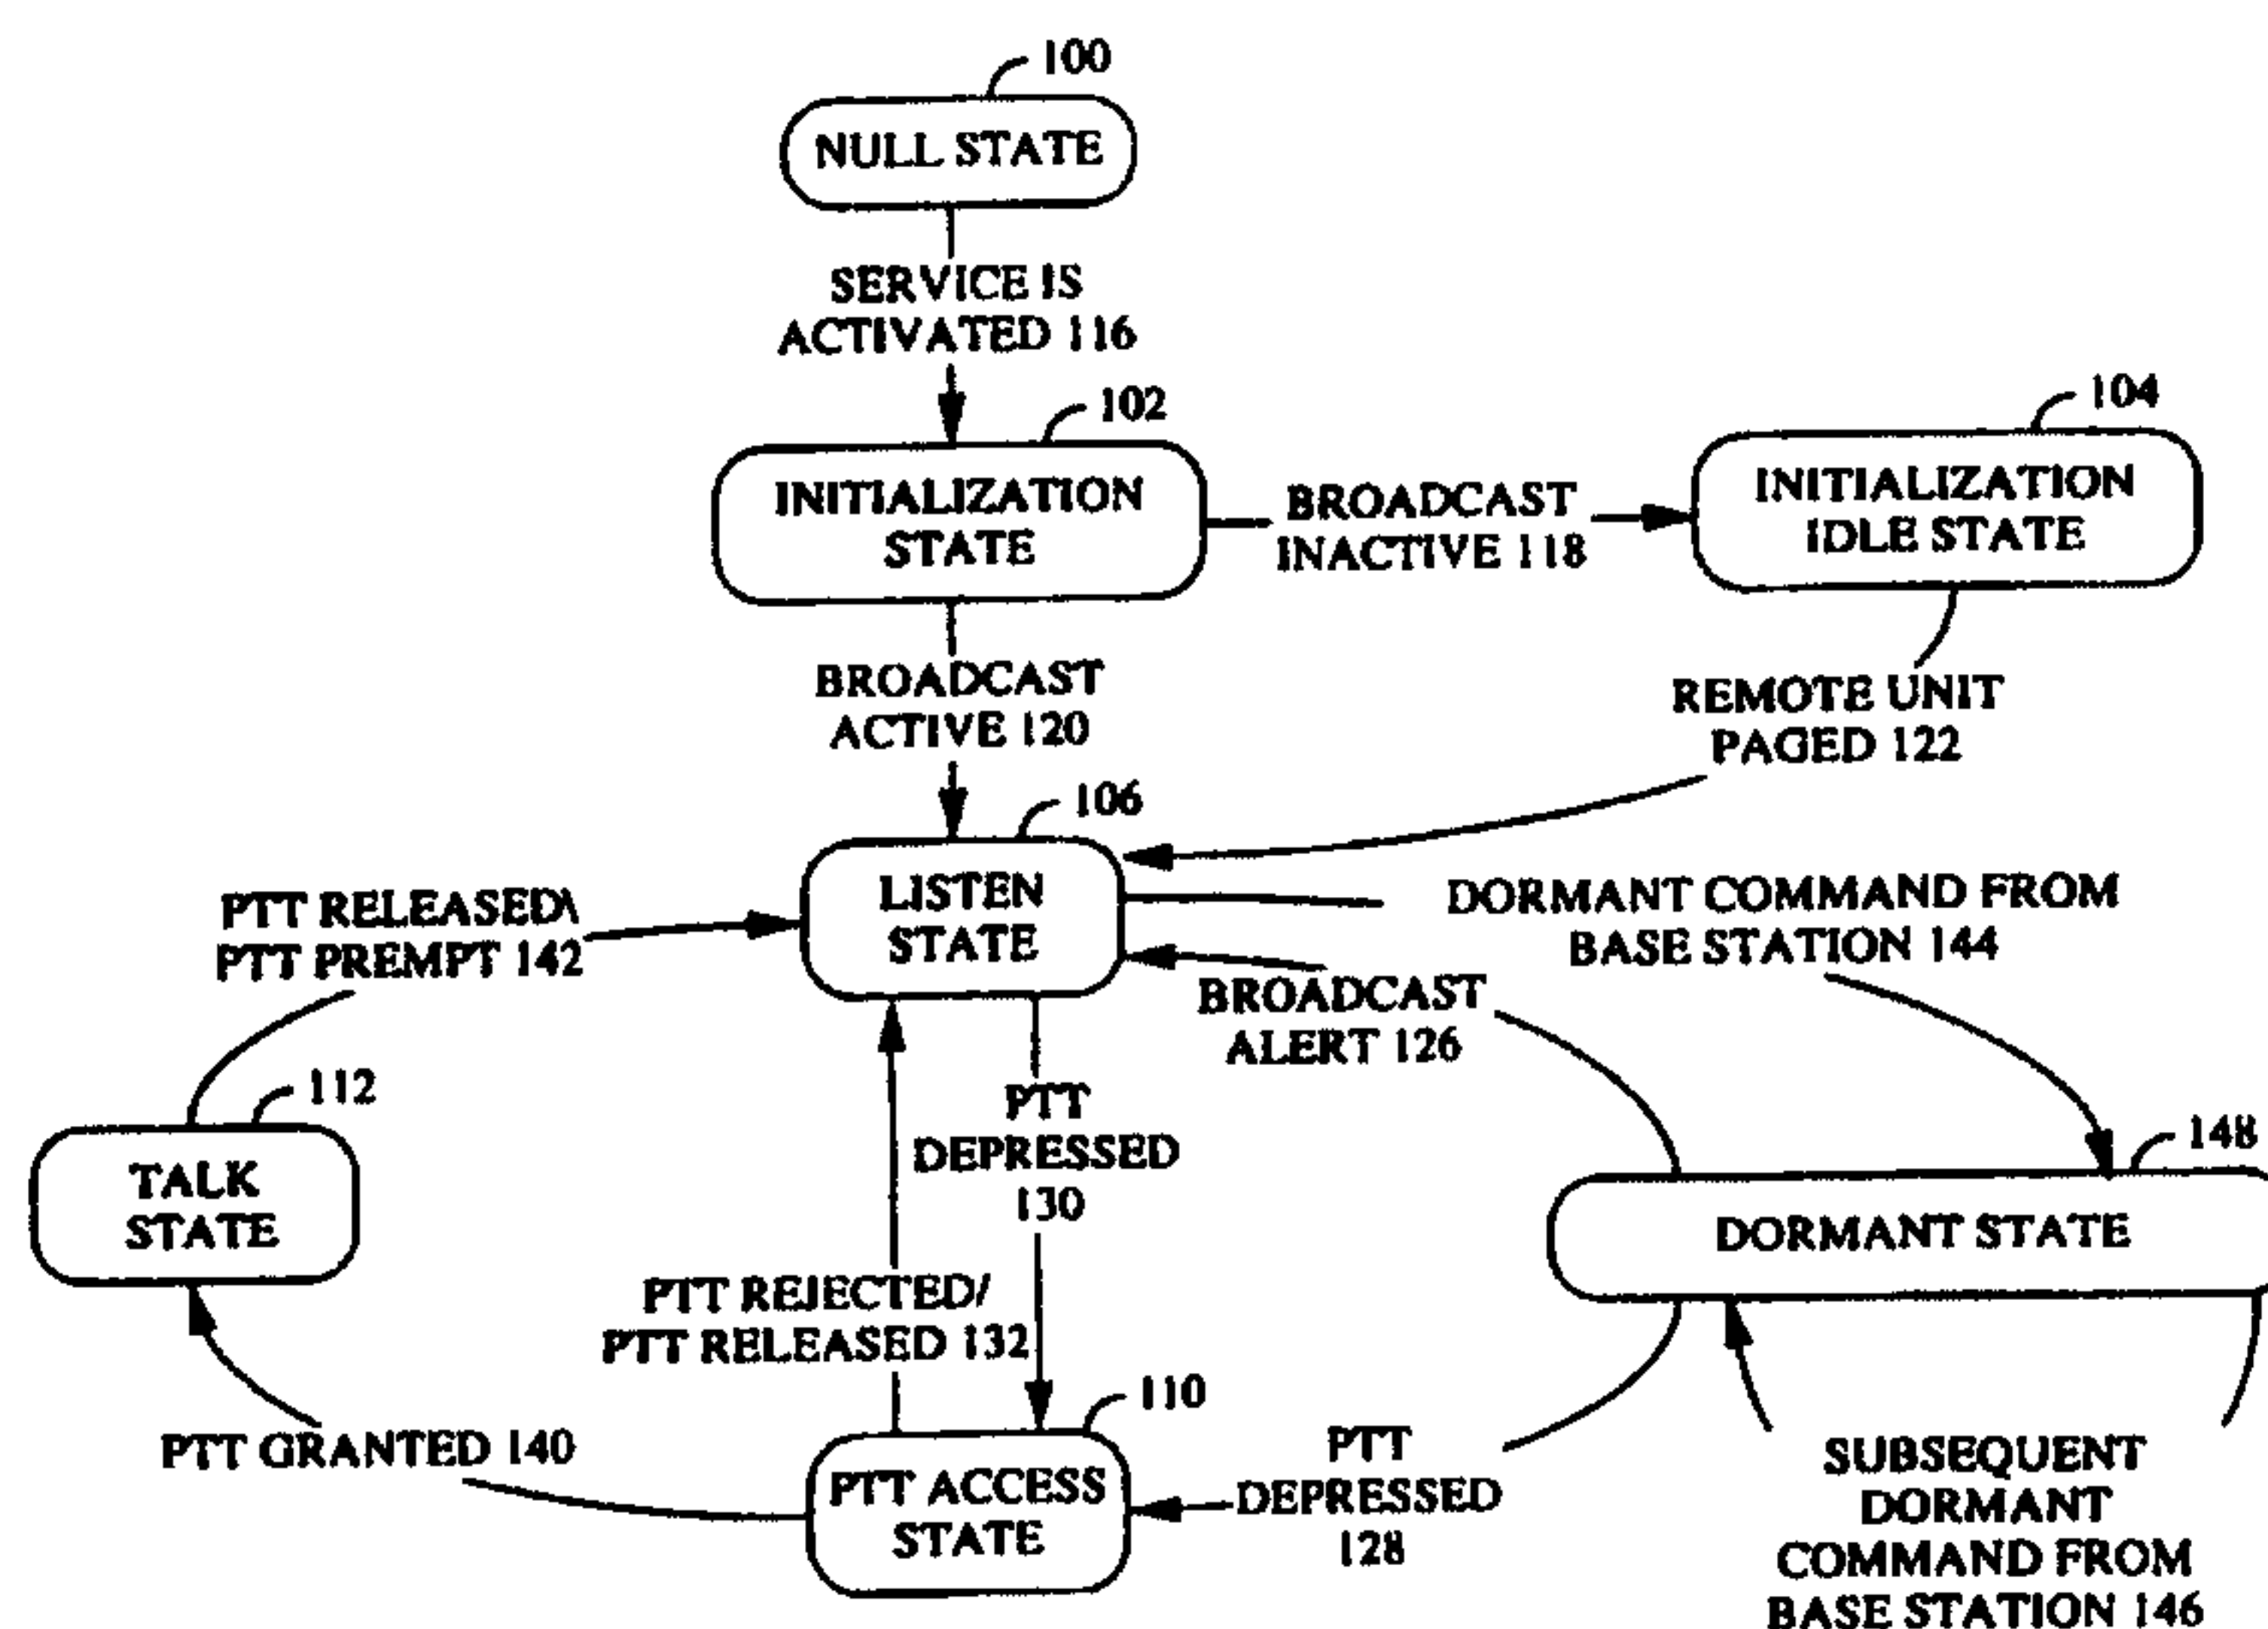 100
NULL STATE
SERVICE IS
ACTIVATED 116
102
INITIALIZATION
STATE
BROADCAST
INACTIVE 118
104
INITIALIZATION
IDLE STATE
BROADCAST
ACTIVE 120
REMOTE UNIT
PAGED 122
106
LISTEN
STATE
PTT RELEASED\
PTT PREMPT 142
DORMANT COMMAND FROM
BASE STATION 144
BROADCAST
ALERT 126
112
TALK
STATE
PTT
DEPRESSED
130
148
DORMANT STATE
PTT REJECTED/
PTT RELEASED 132
110
PTT GRANTED 140
PTT ACCESS
STATE
PTT
DEPRESSED
128
SUBSEQUENT
DORMANT
COMMAND FROM
BASE STATION 146